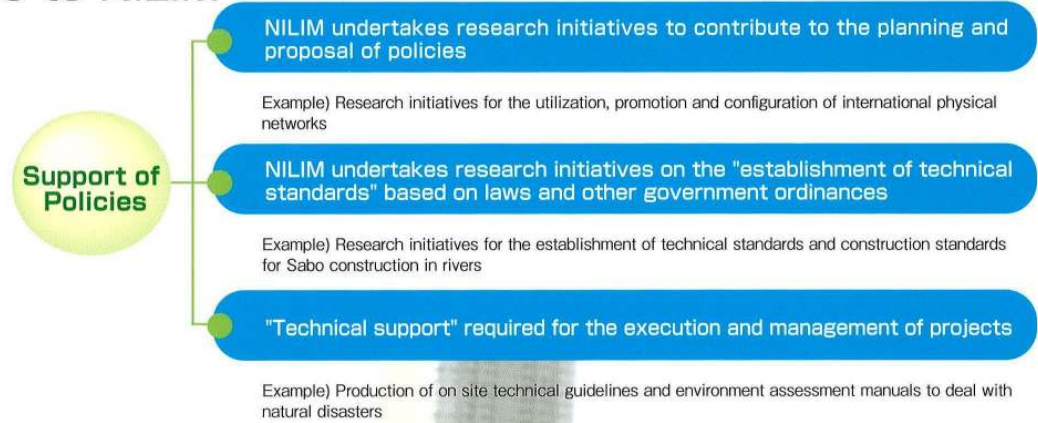 NILIM undertakes research initiatives to contribute to the planning and
proposal of policies
Example) Research initiatives for the utilization, promotion and configuration of international physical
networks
Support of
Policies
NILIM undertakes research initiatives on the "establishment of technical
standards" based on laws and other government ordinances
Example) Research initiatives for the establishment of technical standards and construction standards
for Sabo construction in rivers
"Technical support" required for the execution and management of projects
Example) Production of on site technical guidelines and environment assessment manuals to deal with
natural disasters